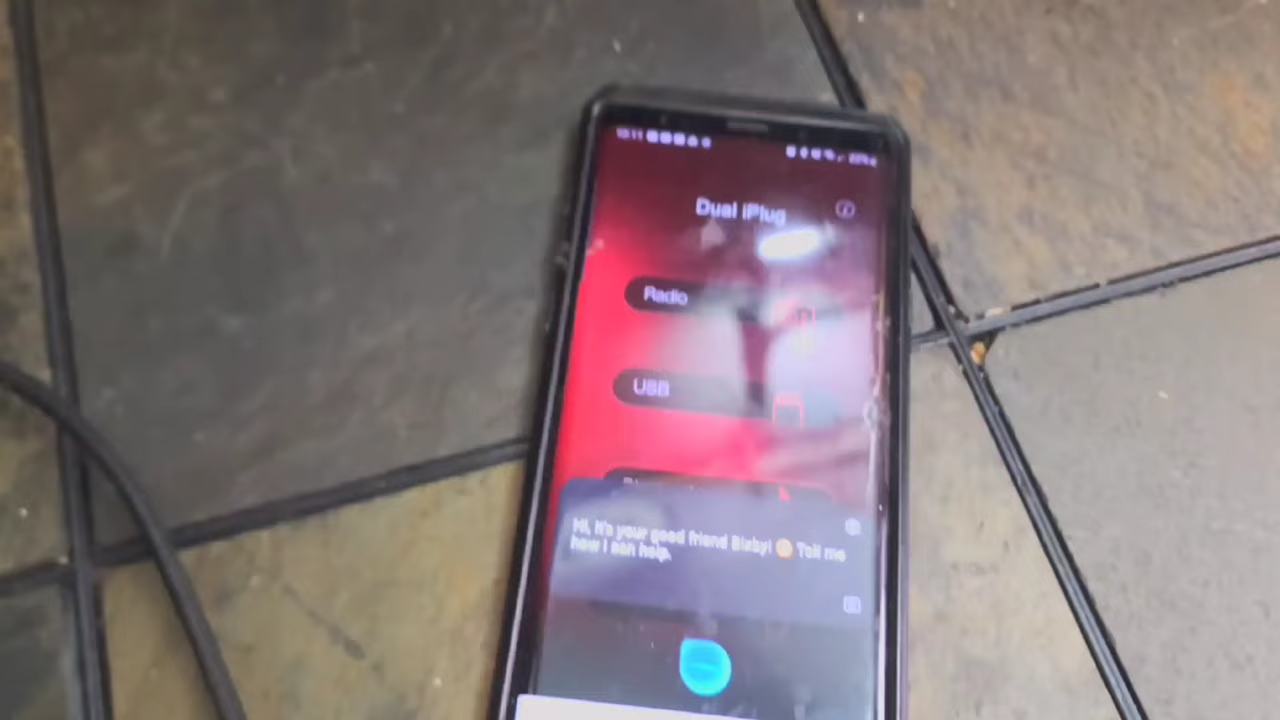 Dual iPlug
Radio
USB
Hi, it's your good friend Bixby! Tell me
how I can help.